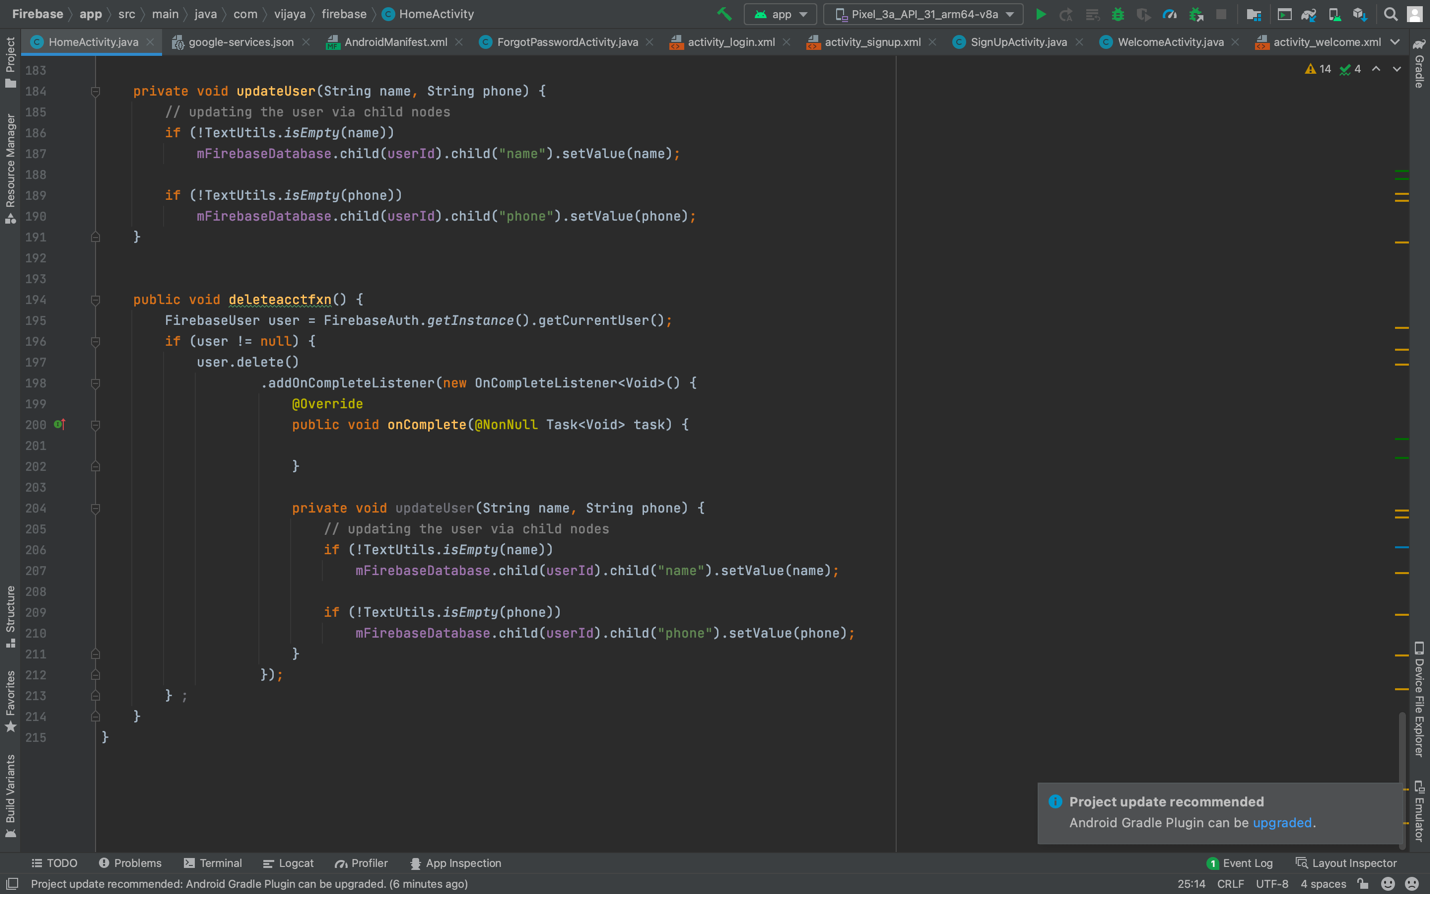 Firebase app src main java com vijaya firebase HomeActivity app Pixel_3a_API_31_arm64-v8a
HomeActivity.java google-services.json AndroidManifest.xml ForgotPasswordActivity.java activity_login.xml activity_signup.xml SignUpActivity.java WelcomeActivity.java activity_welcome.xml
Project
Resource Manager
Structure
Favorites
Build Variants
Gradle
Device File Explorer
Emulator
14 4
183
184 private void updateUser(String name, String phone) {
185 // updating the user via child nodes
186 if (!TextUtils.isEmpty(name))
187 mFirebaseDatabase.child(userId).child("name").setValue(name);
188
189 if (!TextUtils.isEmpty(phone))
190 mFirebaseDatabase.child(userId).child("phone").setValue(phone);
191 }
192
193
194 public void deleteacctfxn() {
195 FirebaseUser user = FirebaseAuth.getInstance().getCurrentUser();
196 if (user != null) {
197 user.delete()
198 .addOnCompleteListener(new OnCompleteListener<Void>() {
199 @Override
200 public void onComplete(@NonNull Task<Void> task) {
201
202 }
203
204 private void updateUser(String name, String phone) {
205 // updating the user via child nodes
206 if (!TextUtils.isEmpty(name))
207 mFirebaseDatabase.child(userId).child("name").setValue(name);
208
209 if (!TextUtils.isEmpty(phone))
210 mFirebaseDatabase.child(userId).child("phone").setValue(phone);
211 }
212 });
213 } ;
214 }
215 }
Project update recommended
Android Gradle Plugin can be upgraded.
TODO Problems Terminal Logcat Profiler App Inspection 1 Event Log Layout Inspector
Project update recommended: Android Gradle Plugin can be upgraded. (6 minutes ago) 25:14 CRLF UTF-8 4 spaces